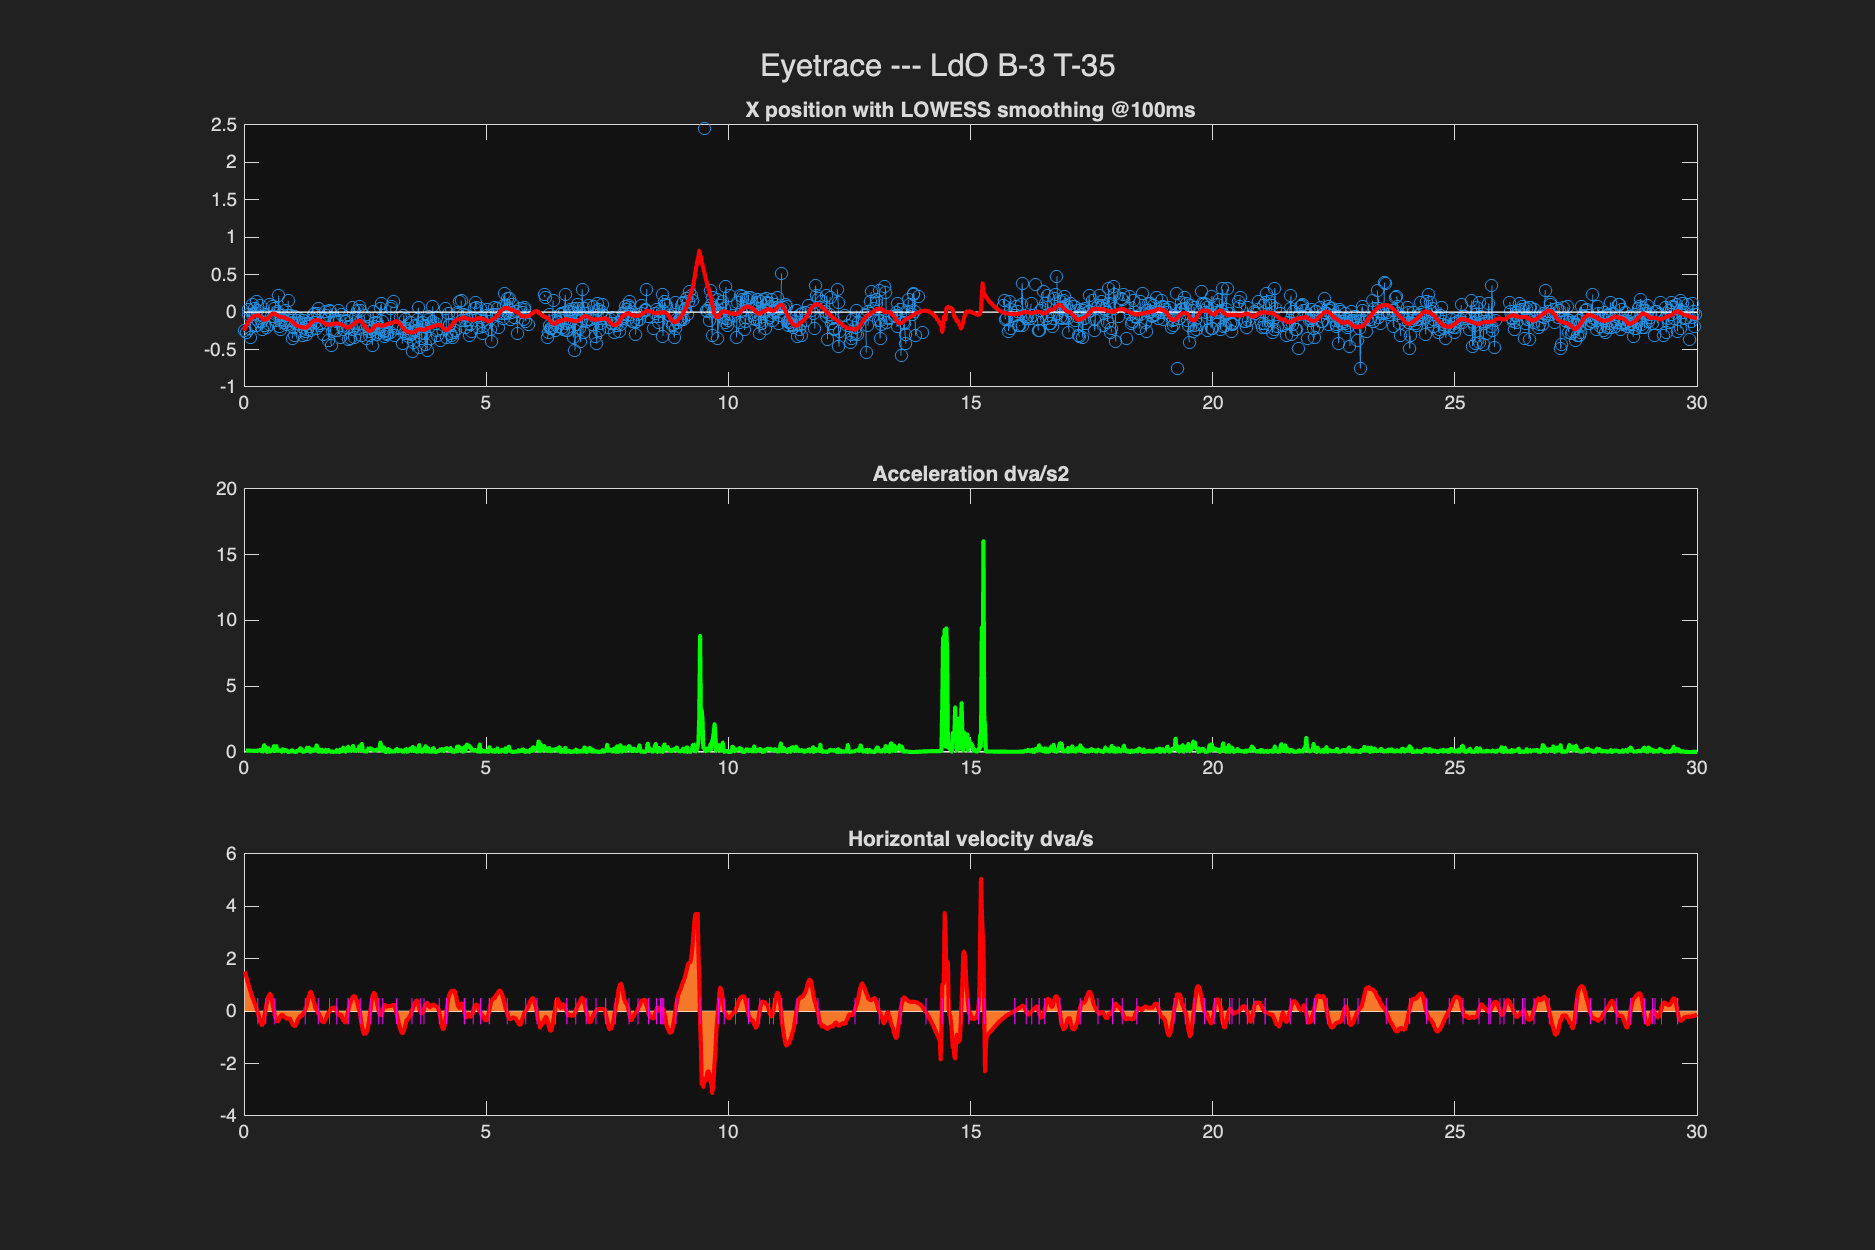 Eyetrace --- LdO B-3 T-35
X position with LOWESS smoothing @100ms
2.5
2
1.5
1
0.5
0
-0.5
-1
0 5 10 15 20 25 30
Acceleration dva/s2
20
15
10
5
0
0 5 10 15 20 25 30
Horizontal velocity dva/s
6
4
2
0
-2
-4
0 5 10 15 20 25 30